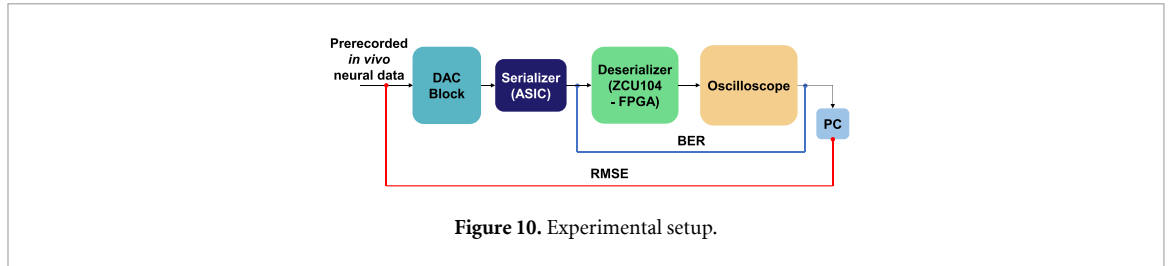 Prerecorded
in vivo
neural data
DAC
Block
Serializer
(ASIC)
Deserializer
(ZCU104
- FPGA)
Oscilloscope
PC
BER
RMSE
Figure 10. Experimental setup.